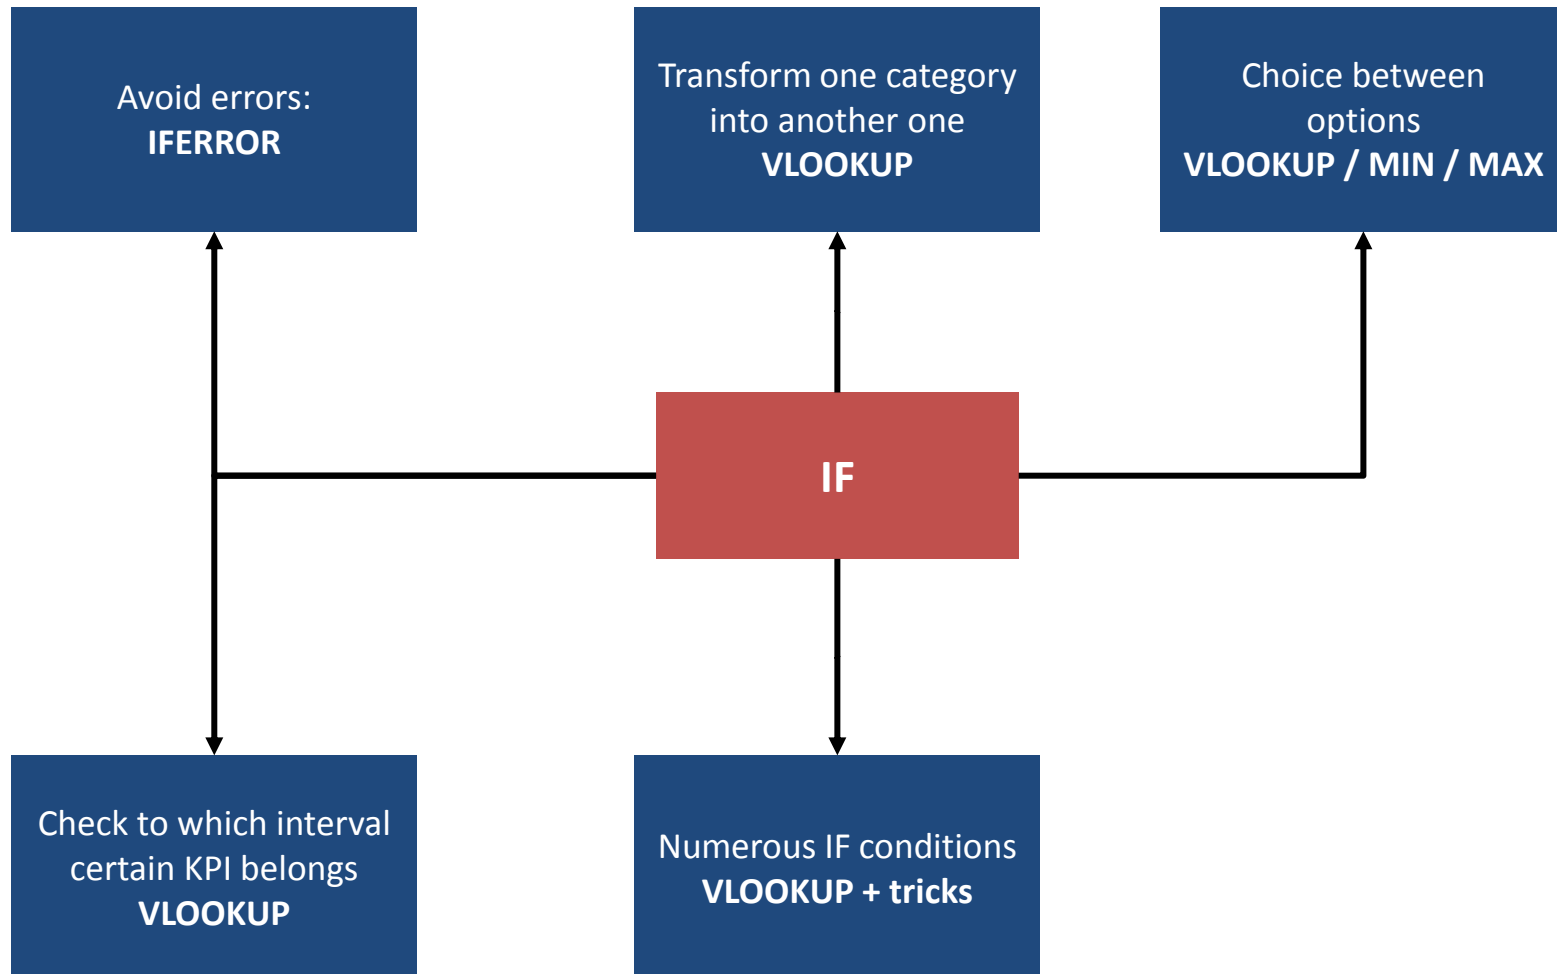 Avoid errors:
IFERROR
Transform one category
into another one
VLOOKUP
Choice between
options
VLOOKUP / MIN / MAX
IF
Check to which interval
certain KPI belongs
VLOOKUP
Numerous IF conditions
VLOOKUP + tricks